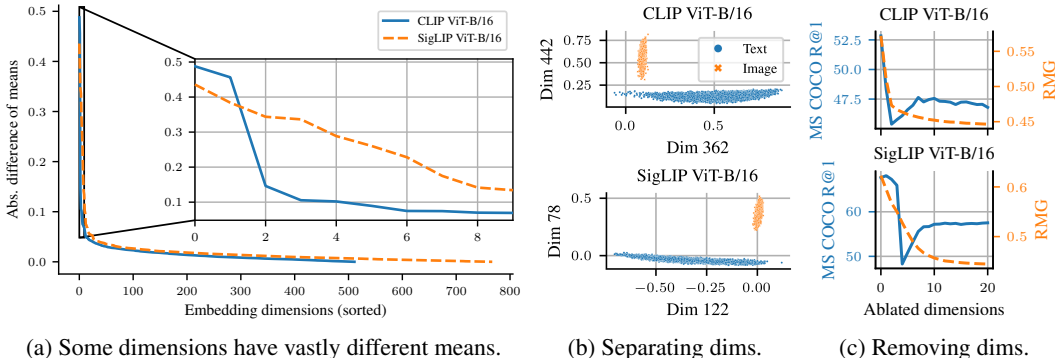 Abs. difference of means
0.5
0.4
0.3
0.2
0.1
0.0
CLIP ViT-B/16
SigLIP ViT-B/16
0.5
0.4
0.3
0.2
0.1
0 2 4 6 8
0 100 200 300 400 500 600 700 800
Embedding dimensions (sorted)
(a) Some dimensions have vastly different means.
CLIP ViT-B/16
Dim 442
0.75
0.50
0.25
Text
Image
0.0 0.5
Dim 362
SigLIP ViT-B/16
Dim 78
0.5
0.0
−0.50 −0.25 0.00
Dim 122
(b) Separating dims.
CLIP ViT-B/16
MS COCO R@1
52.5
50.0
47.5
0.55
0.50
0.45
RMG
SigLIP ViT-B/16
MS COCO R@1
60
50
0.6
0.5
RMG
0 10 20
Ablated dimensions
(c) Removing dims.